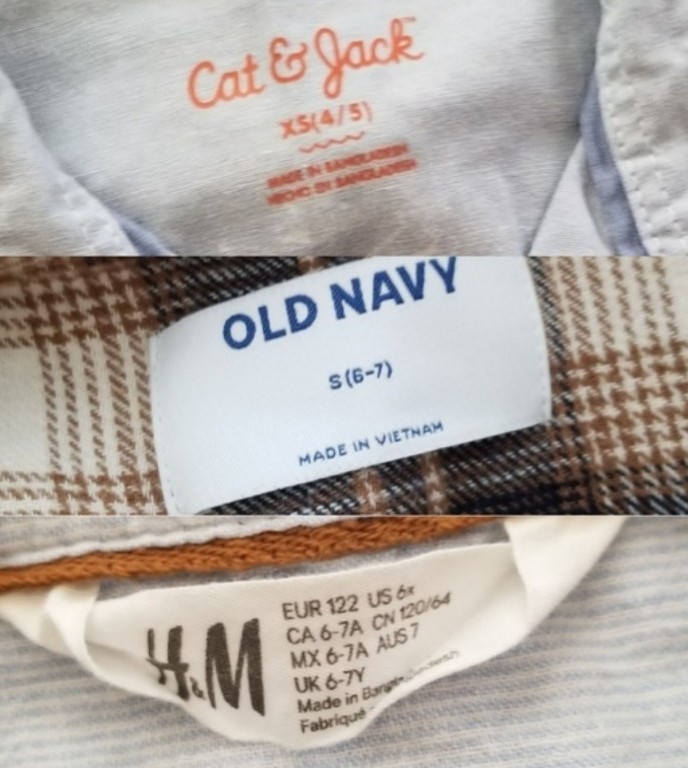 Cat & Jack™
XS(4/5)
MADE IN BANGLADESH
HECHO EN BANGLADESH
OLD NAVY
S (6-7)
MADE IN VIETNAM
H&M
EUR 122 US 6x
CA 6-7A CN 120/64
MX 6-7A AUS 7
UK 6-7Y
Made in
Fabriqué